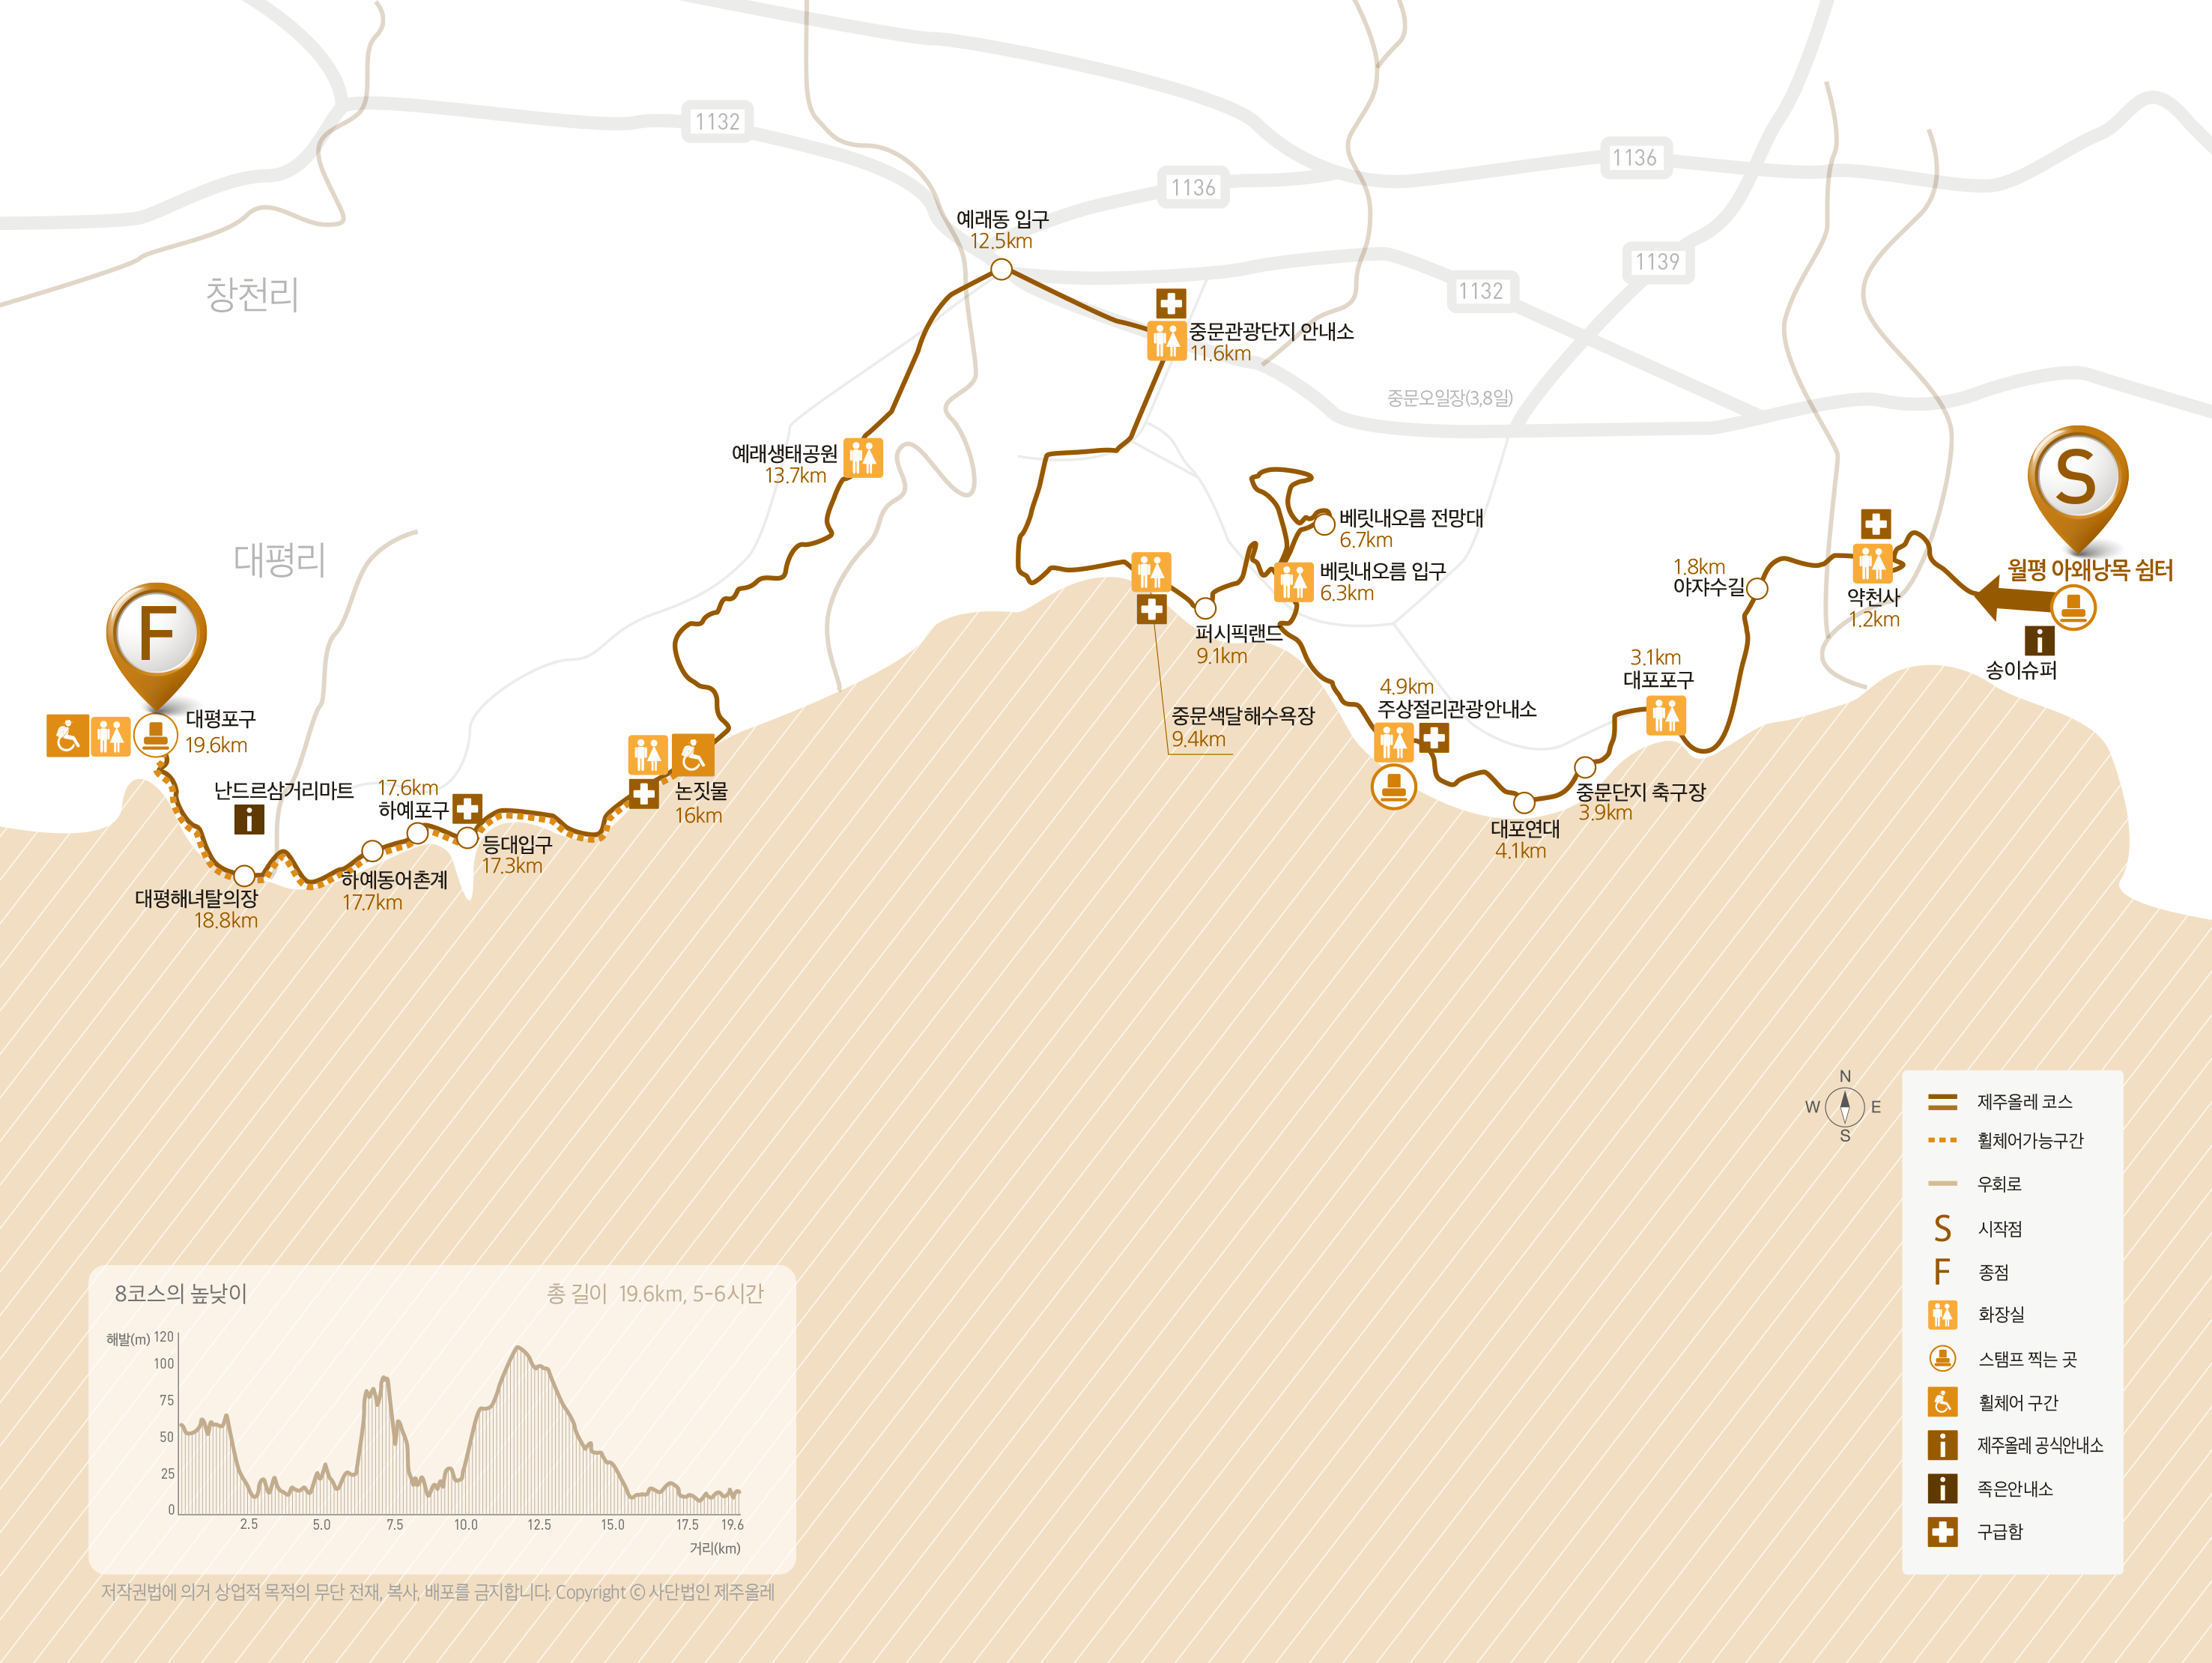 1132
1136
1136
1139
1132
예래동 입구
12.5km
창천리
중문관광단지 안내소
11.6km
중문오일장(3,8일)
예래생태공원
13.7km
S
베릿내오름 전망대
6.7km
대평리
베릿내오름 입구
6.3km
1.8km
야쟈수길
월평 아왜낭목 쉼터
약천사
1.2km
F
퍼시픽랜드
9.1km
3.1km
대포포구
i
송이슈퍼
4.9km
주상절리관광안내소
대평포구
19.6km
중문색달해수욕장
9.4km
난드르삼거리마트
i
17.6km
하예포구
논짓물
16km
중문단지 축구장
3.9km
대포연대
4.1km
등대입구
17.3km
하예동어촌계
17.7km
대평해녀탈의장
18.8km
N
W E
S
제주올레 코스
휠체어가능구간
우회로
S 시작점
F 종점
화장실
스탬프 찍는 곳
휠체어 구간
i 제주올레 공식안내소
i 족은안내소
구급함
8코스의 높낮이 총 길이 19.6km, 5-6시간
해발(m) 120
100
75
50
25
0
2.5 5.0 7.5 10.0 12.5 15.0 17.5 19.6
거리(km)
저작권법에 의거 상업적 목적의 무단 전재, 복사, 배포를 금지합니다. Copyright © 사단법인 제주올레